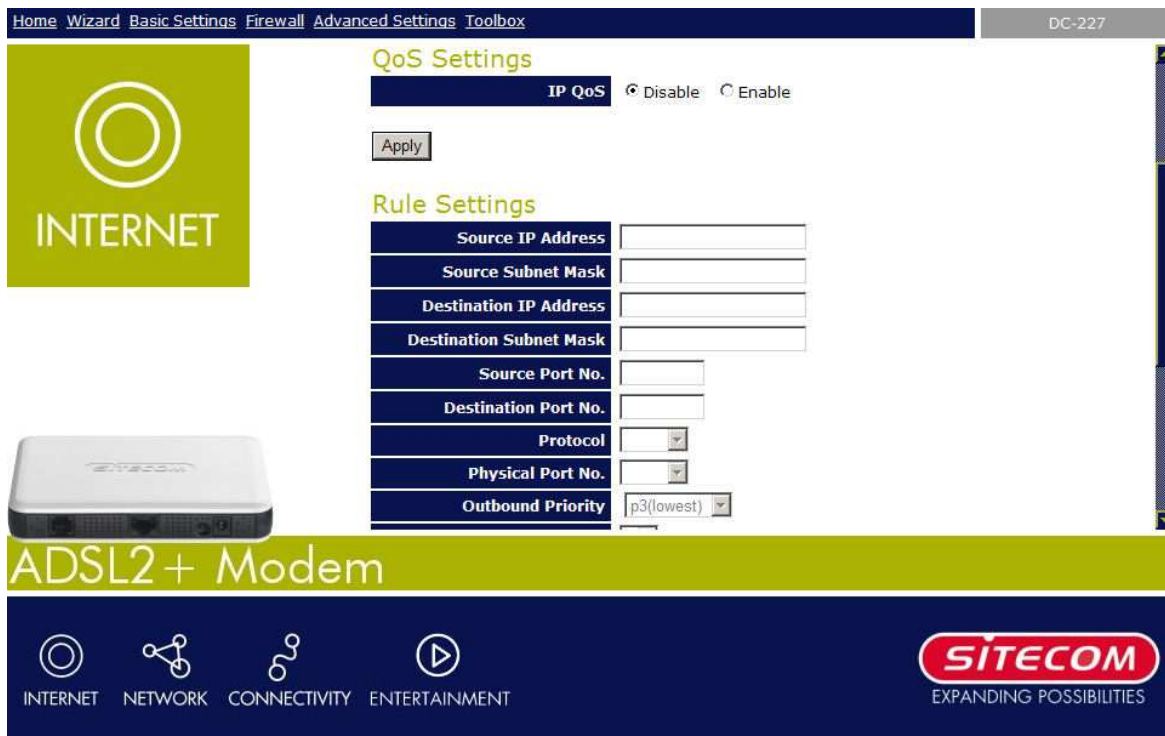 Home Wizard Basic Settings Firewall Advanced Settings Toolbox
DC-227
INTERNET
QoS Settings
IP QoS Disable Enable
Apply
Rule Settings
Source IP Address
Source Subnet Mask
Destination IP Address
Destination Subnet Mask
Source Port No.
Destination Port No.
Protocol
Physical Port No.
Outbound Priority p3(lowest)
SITECOM
ADSL2+ Modem
INTERNET NETWORK CONNECTIVITY ENTERTAINMENT
SITECOM
EXPANDING POSSIBILITIES